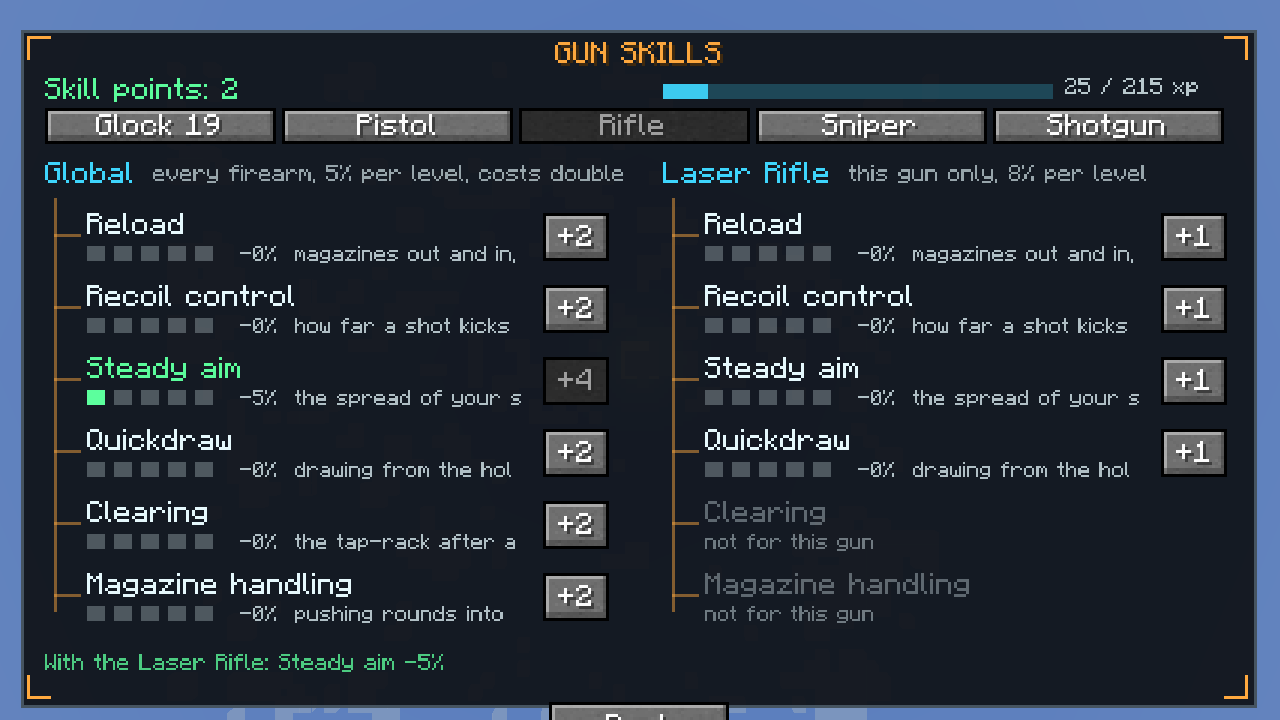 GUN SKILLS
Skill points: 2
25 / 215 xp
Glock 19
Pistol
Rifle
Sniper
Shotgun
Global every firearm, 5% per level, costs double
Reload
+2
-0% magazines out and in,
Recoil control
+2
-0% how far a shot kicks
Steady aim
+4
-5% the spread of your s
Quickdraw
+2
-0% drawing from the hol
Clearing
+2
-0% the tap-rack after a
Magazine handling
+2
-0% pushing rounds into
Laser Rifle this gun only, 8% per level
Reload
+1
-0% magazines out and in,
Recoil control
+1
-0% how far a shot kicks
Steady aim
+1
-0% the spread of your s
Quickdraw
+1
-0% drawing from the hol
Clearing
not for this gun
Magazine handling
not for this gun
With the Laser Rifle: Steady aim -5%